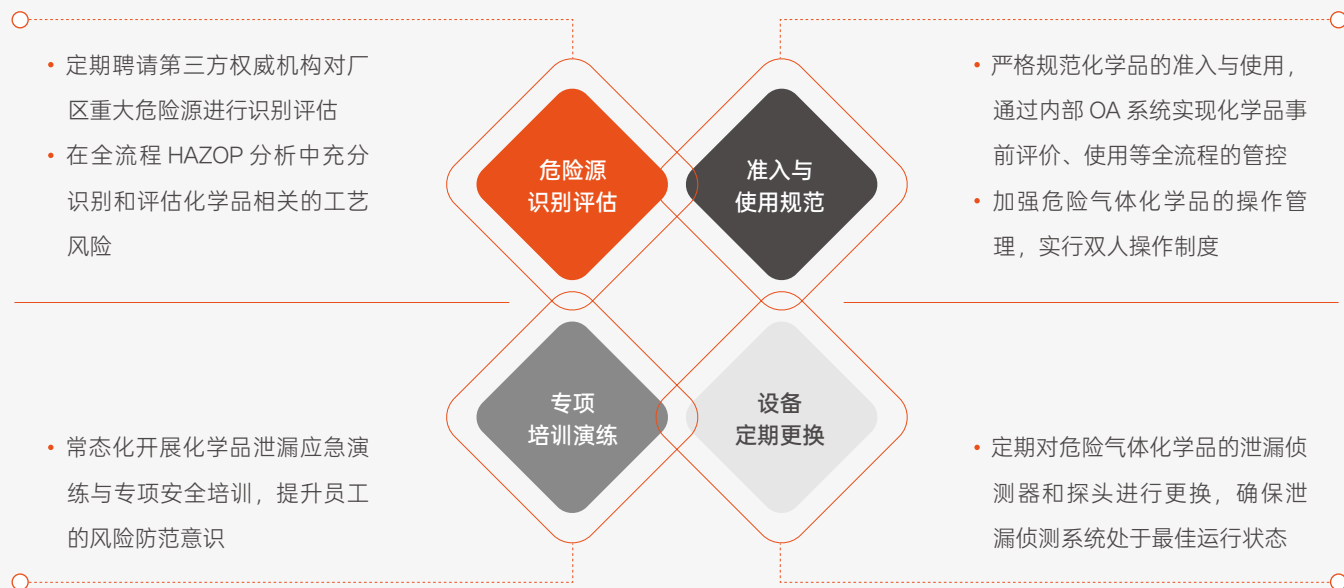 • 定期聘请第三方权威机构对厂
区重大危险源进行识别评估
• 在全流程 HAZOP 分析中充分
识别和评估化学品相关的工艺
风险
危险源
识别评估
准入与
使用规范
• 严格规范化学品的准入与使用，
通过内部 OA 系统实现化学品事
前评价、使用等全流程的管控
• 加强危险气体化学品的操作管
理，实行双人操作制度
• 常态化开展化学品泄漏应急演
练与专项安全培训，提升员工
的风险防范意识
专项
培训演练
设备
定期更换
• 定期对危险气体化学品的泄漏侦
测器和探头进行更换，确保泄
漏侦测系统处于最佳运行状态